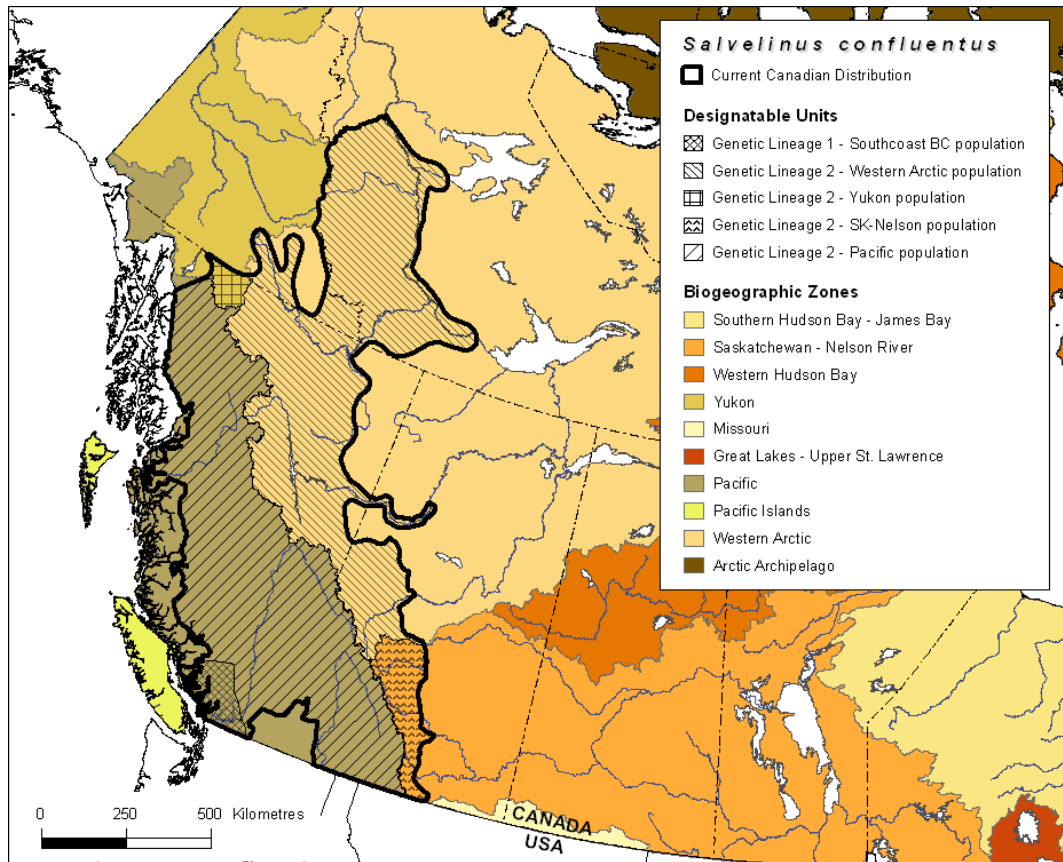 Salvelinus confluentus
Current Canadian Distribution
Designatable Units
Genetic Lineage 1 - Southcoast BC population
Genetic Lineage 2 - Western Arctic population
Genetic Lineage 2 - Yukon population
Genetic Lineage 2 - SK-Nelson population
Genetic Lineage 2 - Pacific population
Biogeographic Zones
Southern Hudson Bay - James Bay
Saskatchewan - Nelson River
Western Hudson Bay
Yukon
Missouri
Great Lakes - Upper St. Lawrence
Pacific
Pacific Islands
Western Arctic
Arctic Archipelago
0 250 500 Kilometres
CANADA
USA